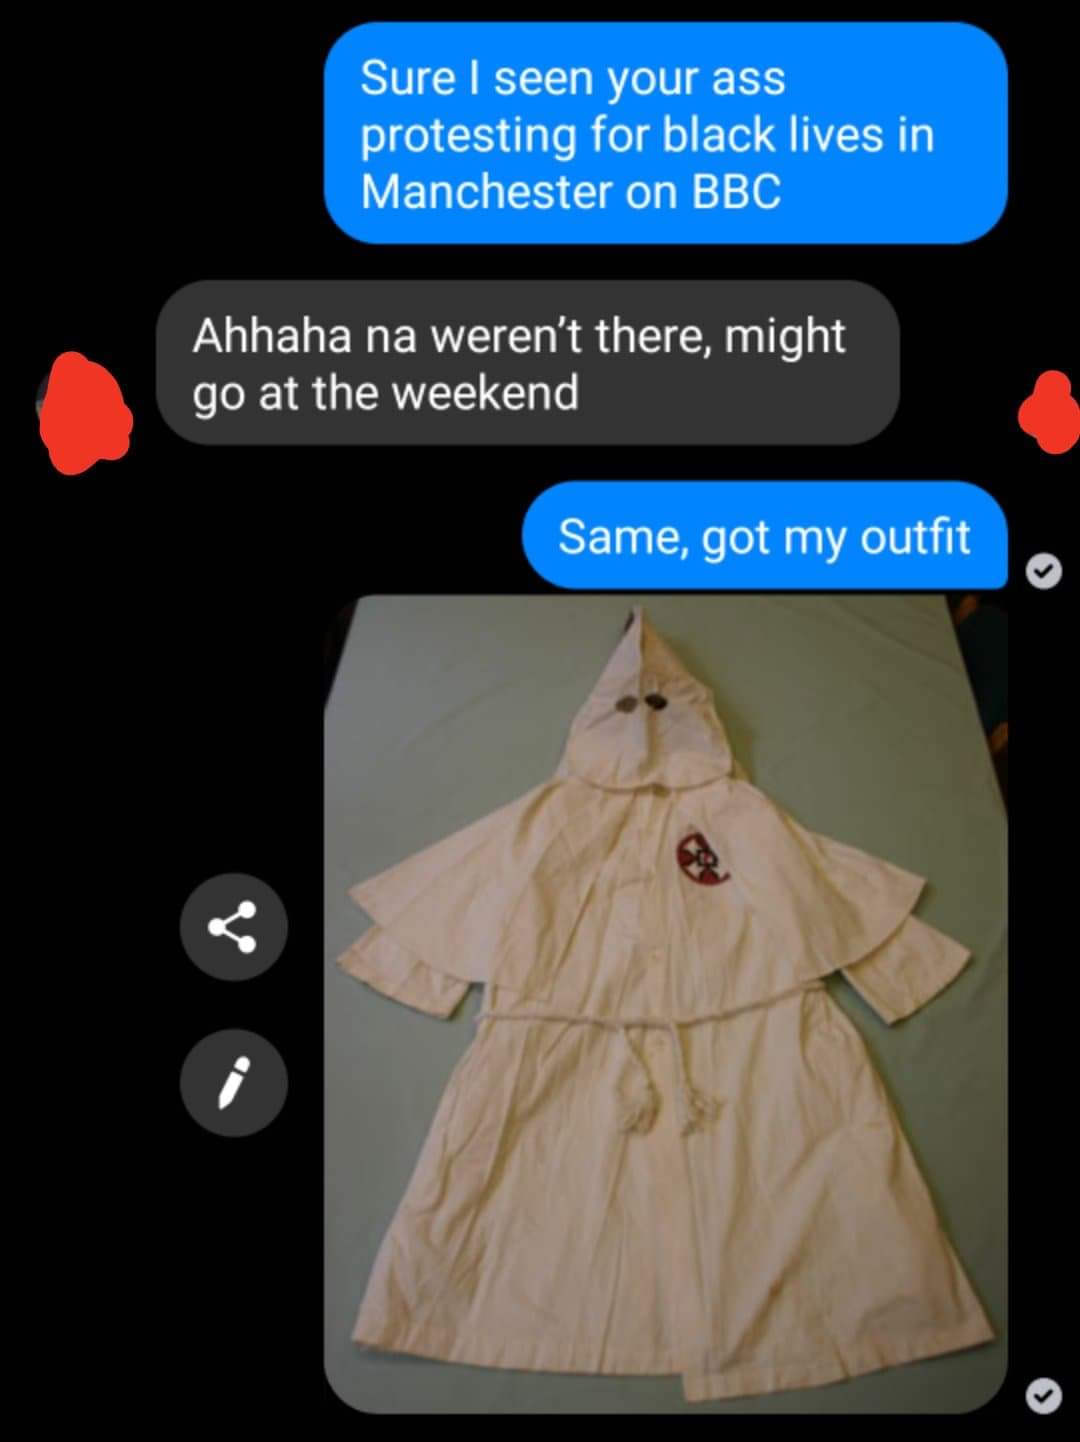 Sure I seen your ass
protesting for black lives in
Manchester on BBC
Ahhaha na weren’t there, might
go at the weekend
Same, got my outfit